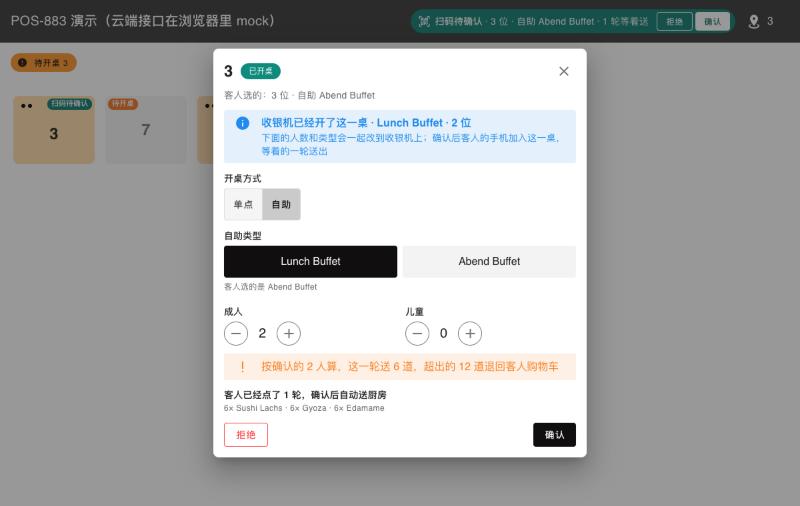 POS-883 演示（云端接口在浏览器里 mock）
扫码待确认 · 3 位 · 自助 Abend Buffet · 1 轮等着送
拒绝
确认
3
待开桌 3
扫码待确认
3
待开桌
7
3
已开桌
客人选的：3 位 · 自助 Abend Buffet
收银机已经开了这一桌 · Lunch Buffet · 2 位
下面的人数和类型会一起改到收银机上；确认后客人的手机加入这一桌，
等着的一轮送出
开桌方式
单点
自助
自助类型
Lunch Buffet
Abend Buffet
客人选的是 Abend Buffet
成人
儿童
2
0
按确认的 2 人算，这一轮送 6 道，超出的 12 道退回客人购物车
客人已经点了 1 轮，确认后自动送厨房
6× Sushi Lachs · 6× Gyoza · 6× Edamame
拒绝
确认